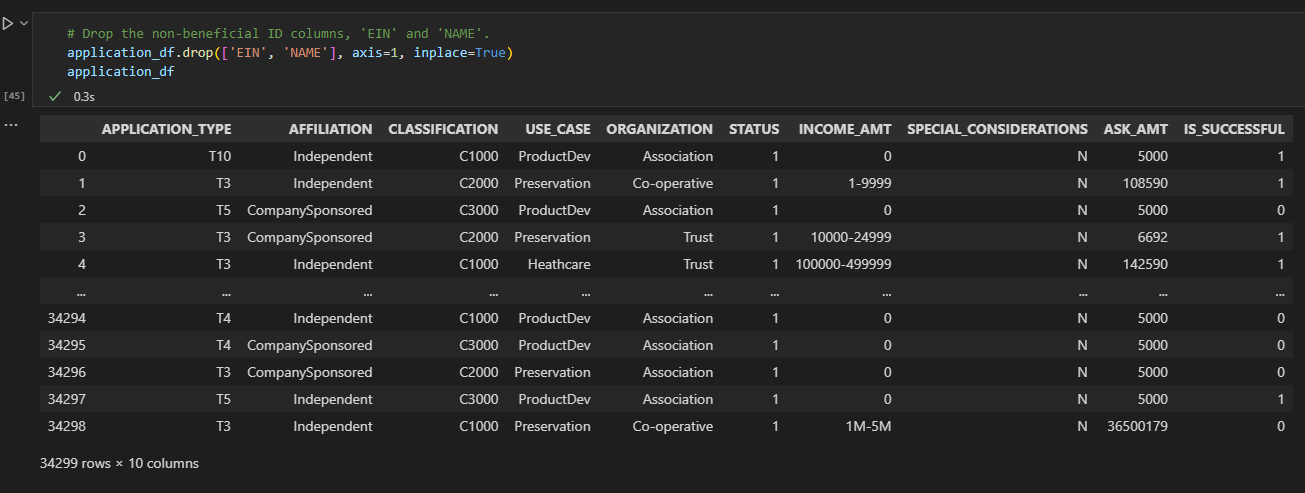 # Drop the non-beneficial ID columns, 'EIN' and 'NAME'.
application_df.drop(['EIN', 'NAME'], axis=1, inplace=True)
application_df
[45] ✓ 0.3s
...
APPLICATION_TYPE AFFILIATION CLASSIFICATION USE_CASE ORGANIZATION STATUS INCOME_AMT SPECIAL_CONSIDERATIONS ASK_AMT IS_SUCCESSFUL
0 T10 Independent C1000 ProductDev Association 1 0 N 5000 1
1 T3 Independent C2000 Preservation Co-operative 1 1-9999 N 108590 1
2 T5 CompanySponsored C3000 ProductDev Association 1 0 N 5000 0
3 T3 CompanySponsored C2000 Preservation Trust 1 10000-24999 N 6692 1
4 T3 Independent C1000 Heathcare Trust 1 100000-499999 N 142590 1
... ... ... ... ... ... ... ... ... ... ...
34294 T4 Independent C1000 ProductDev Association 1 0 N 5000 0
34295 T4 CompanySponsored C3000 ProductDev Association 1 0 N 5000 0
34296 T3 CompanySponsored C2000 Preservation Association 1 0 N 5000 0
34297 T5 Independent C3000 ProductDev Association 1 0 N 5000 1
34298 T3 Independent C1000 Preservation Co-operative 1 1M-5M N 36500179 0
34299 rows × 10 columns